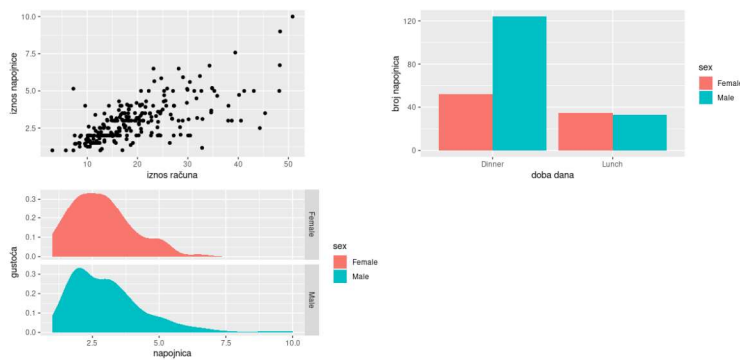 10.0
7.5
5.0
2.5
iznos napojnice
10
20
30
40
50
iznos računa
120
80
40
0
broj napojnica
Dinner
Lunch
doba dana
sex
Female
Male
0.3
0.2
0.1
0.0
Female
0.3
0.2
0.1
0.0
Male
gustoća
2.5
5.0
7.5
10.0
napojnica
sex
Female
Male